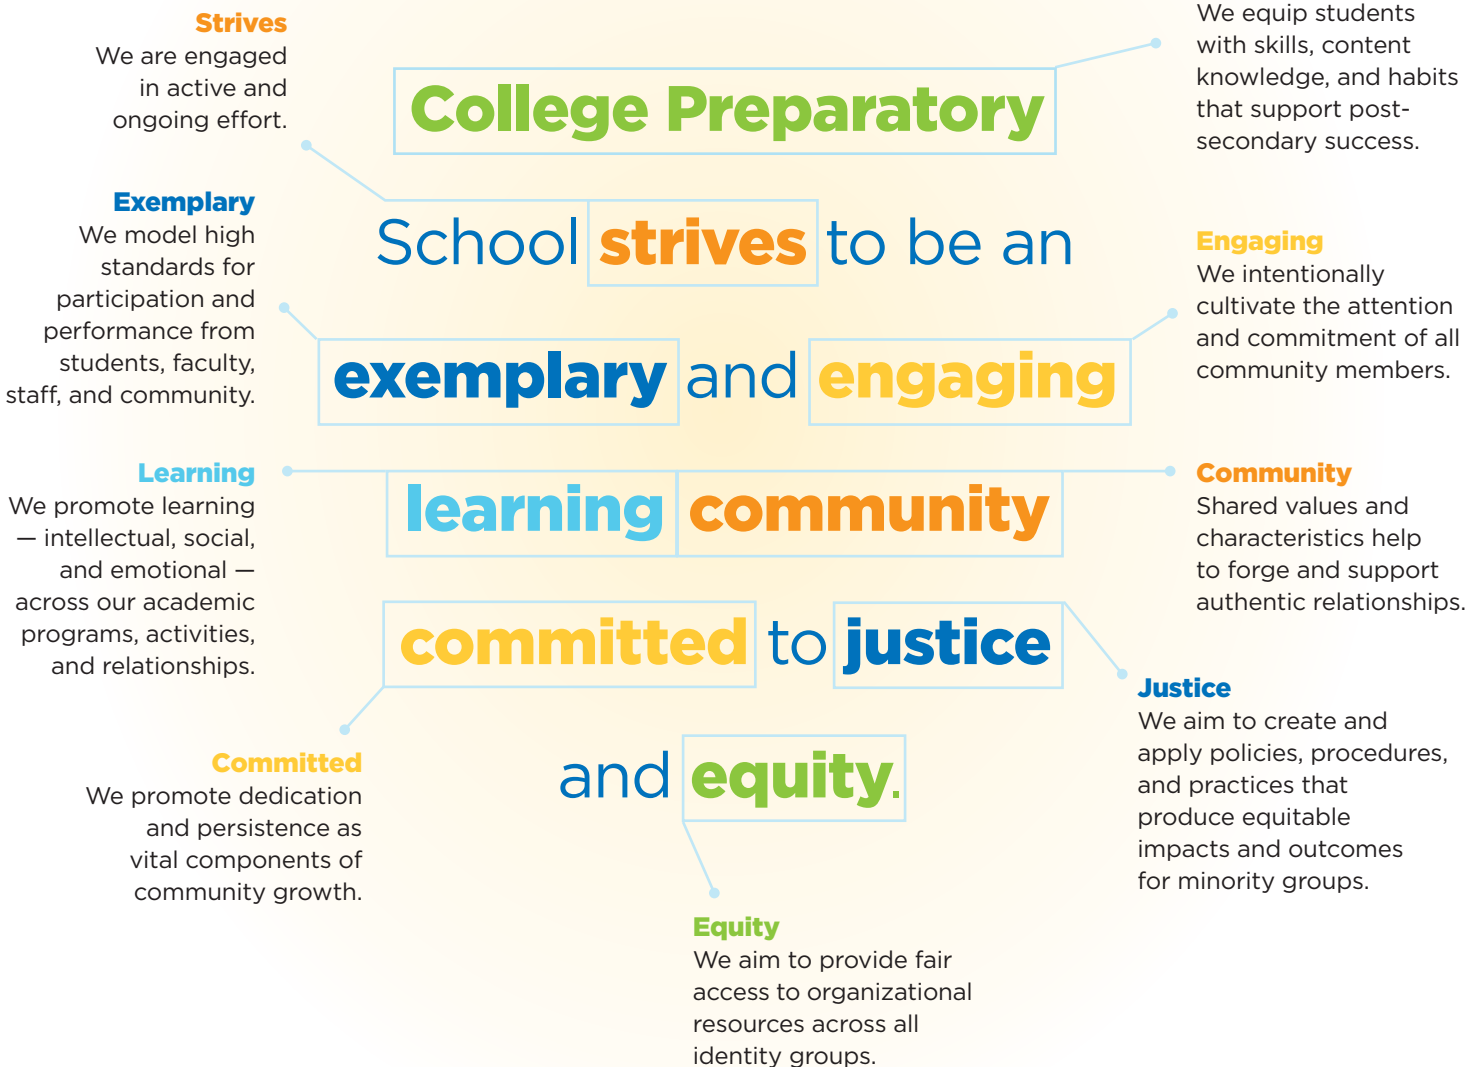 Strives
We are engaged
in active and
ongoing effort.
We equip students
with skills, content
knowledge, and habits
that support post-
secondary success.
College Preparatory
School strives to be an
exemplary and engaging
learning community
committed to justice
and equity.
Exemplary
We model high
standards for
participation and
performance from
students, faculty,
staff, and community.
Engaging
We intentionally
cultivate the attention
and commitment of all
community members.
Learning
We promote learning
— intellectual, social,
and emotional —
across our academic
programs, activities,
and relationships.
Community
Shared values and
characteristics help
to forge and support
authentic relationships.
Committed
We promote dedication
and persistence as
vital components of
community growth.
Justice
We aim to create and
apply policies, procedures,
and practices that
produce equitable
impacts and outcomes
for minority groups.
Equity
We aim to provide fair
access to organizational
resources across all
identity groups.